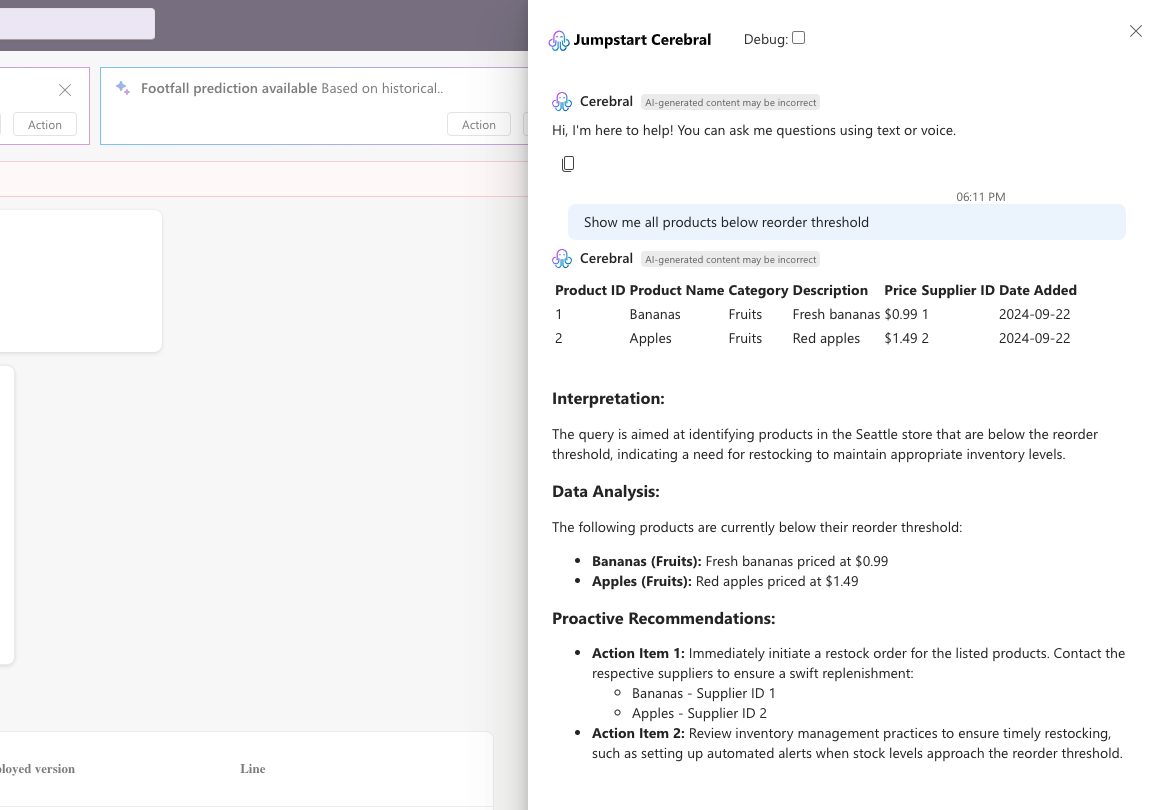 Jumpstart Cerebral Debug:
Footfall prediction available Based on historical..
Action
Action
Cerebral AI-generated content may be incorrect
Hi, I'm here to help! You can ask me questions using text or voice.
06:11 PM
Show me all products below reorder threshold
Cerebral AI-generated content may be incorrect
Product ID Product Name Category Description Price Supplier ID Date Added
1 Bananas Fruits Fresh bananas $0.99 1 2024-09-22
2 Apples Fruits Red apples $1.49 2 2024-09-22
Interpretation:
The query is aimed at identifying products in the Seattle store that are below the reorder
threshold, indicating a need for restocking to maintain appropriate inventory levels.
Data Analysis:
The following products are currently below their reorder threshold:
Bananas (Fruits): Fresh bananas priced at $0.99
Apples (Fruits): Red apples priced at $1.49
Proactive Recommendations:
Action Item 1: Immediately initiate a restock order for the listed products. Contact the
respective suppliers to ensure a swift replenishment:
Bananas - Supplier ID 1
Apples - Supplier ID 2
Action Item 2: Review inventory management practices to ensure timely restocking,
such as setting up automated alerts when stock levels approach the reorder threshold.
version
Line